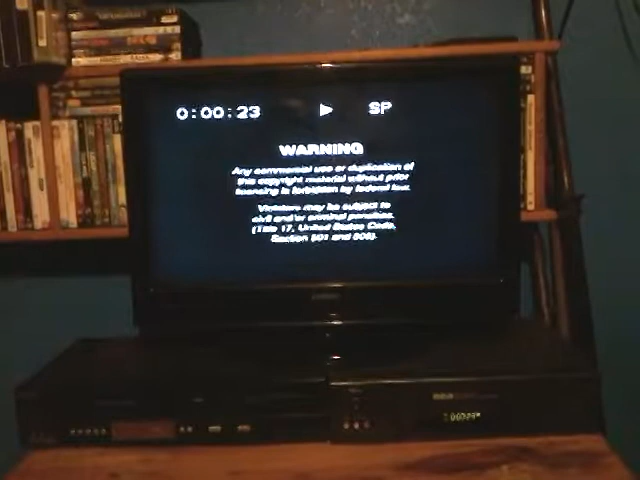 0:00:23 ▶ SP
WARNING
Any commercial use or duplication of
this copyright material without prior
licensing is forbidden by federal law.
Violators may be subject to
civil and/or criminal penalties.
(Title 17, United States Code,
Section 501 and 506).
RCA